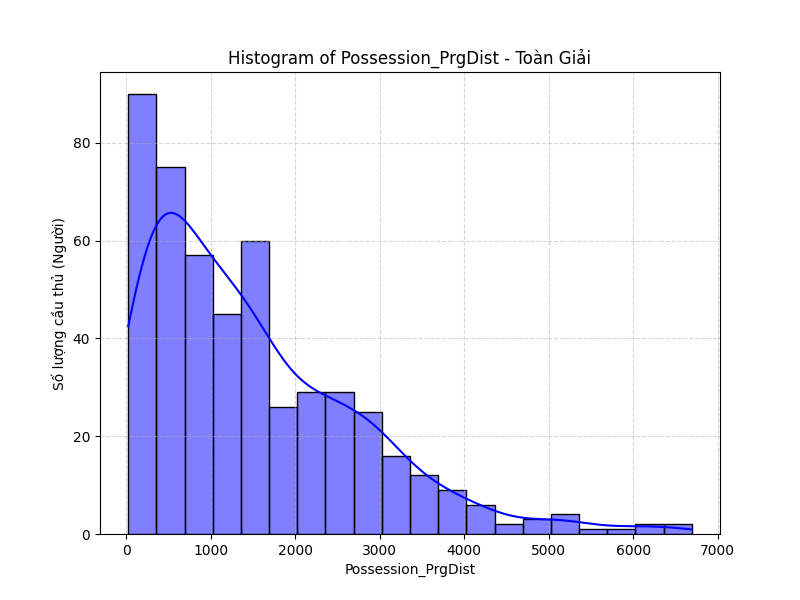 Histogram of Possession_PrgDist - Toàn Giải
Số lượng cầu thủ (Người)
80
60
40
20
0
0 1000 2000 3000 4000 5000 6000 7000
Possession_PrgDist